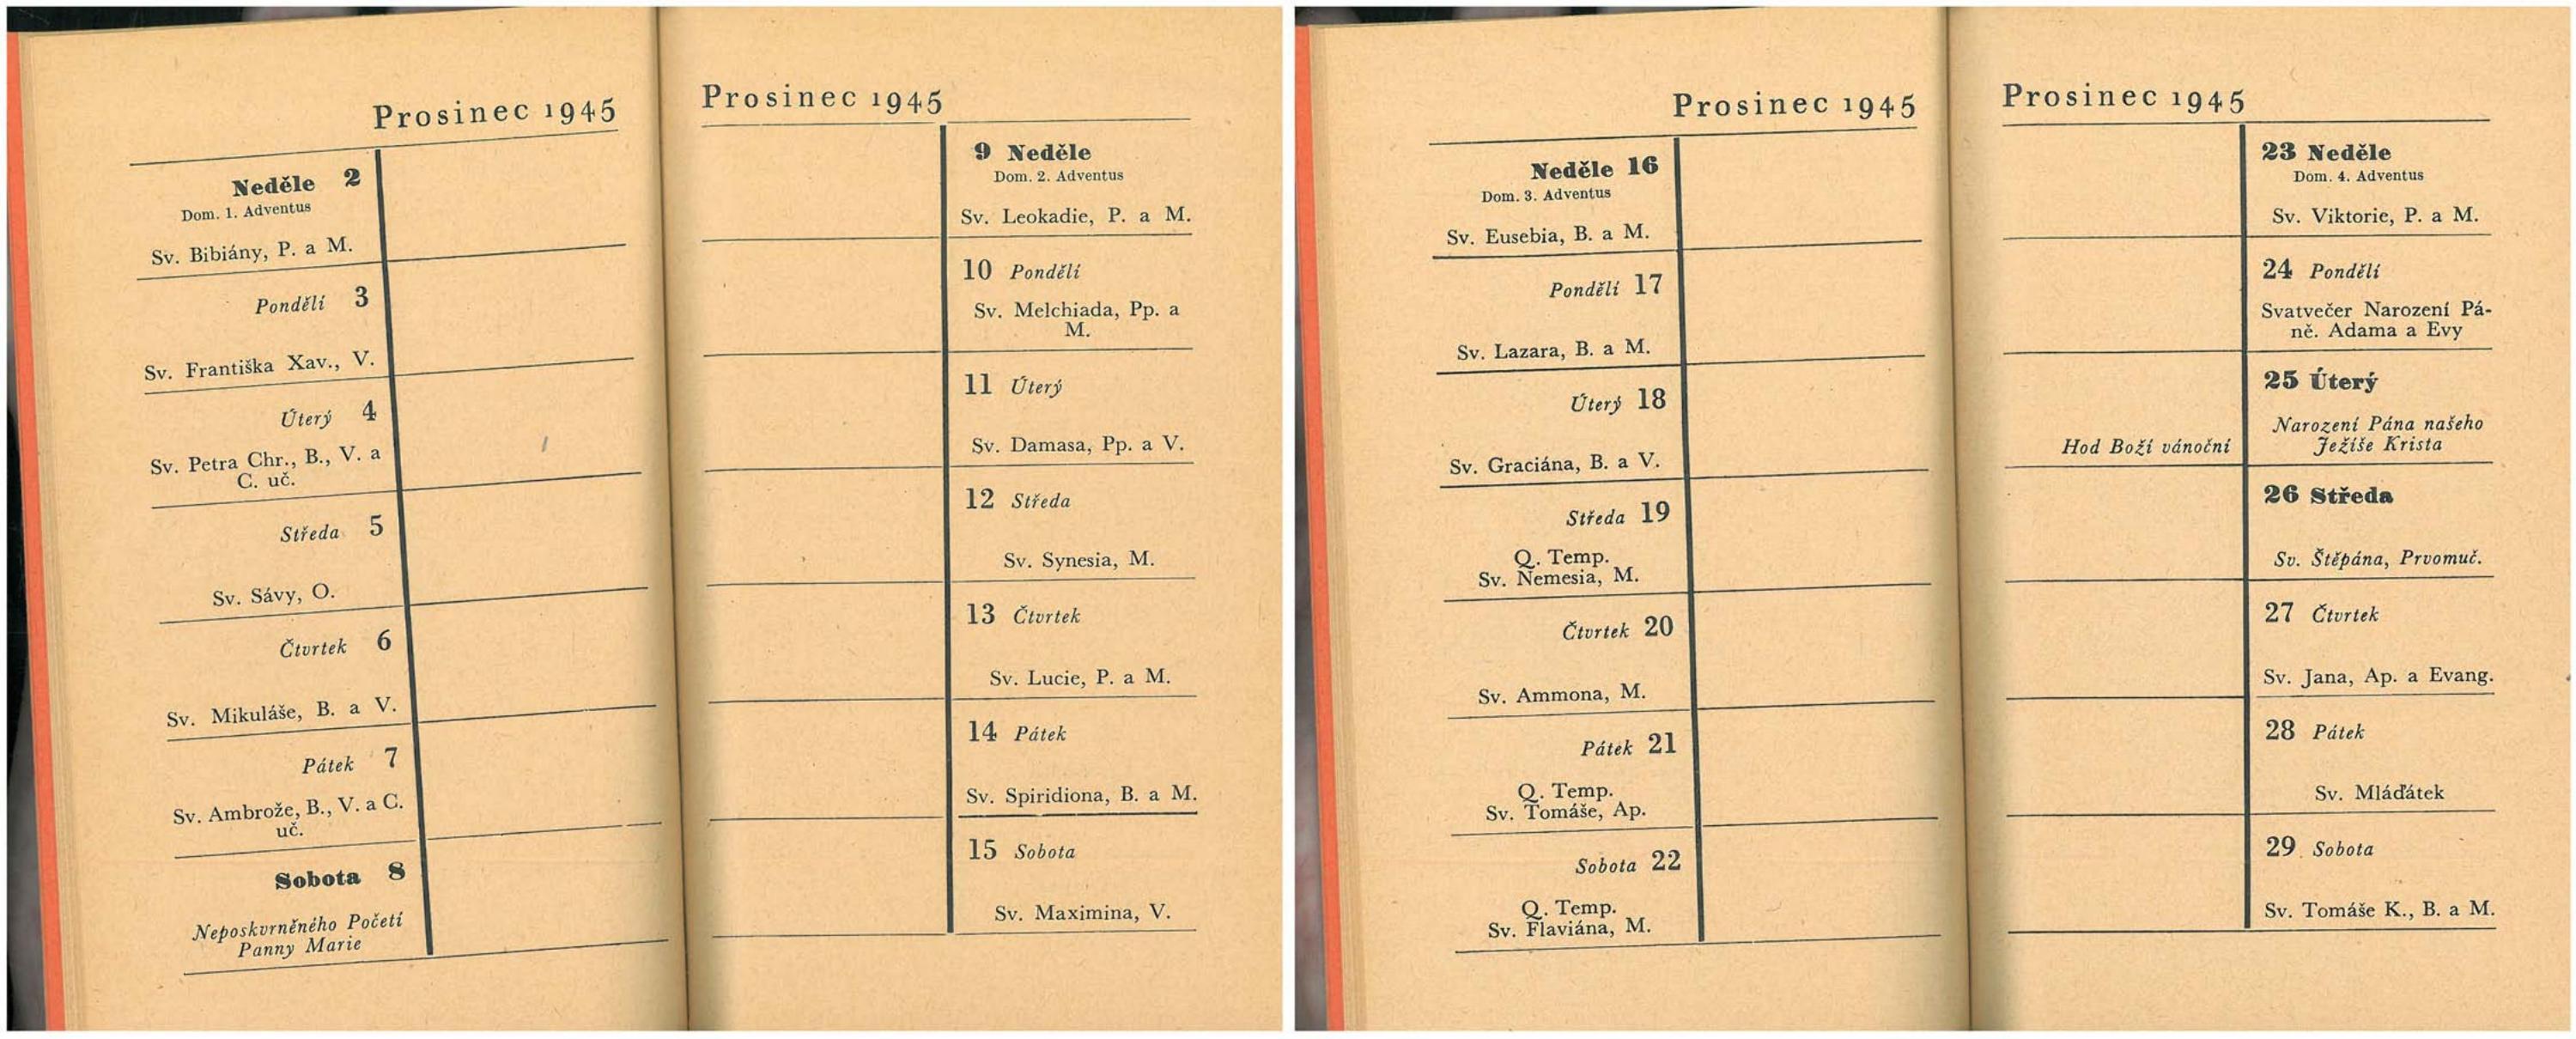 Prosinec 1945
Neděle 2
Dom. 1. Adventus
Sv. Bibiány, P. a M.
Pondělí 3
Sv. Františka Xav., V.
Úterý 4
Sv. Petra Chr., B., V. a
C. uč.
Středa 5
Sv. Sávy, O.
Čtvrtek 6
Sv. Mikuláše, B. a V.
Pátek 7
Sv. Ambrože, B., V. a C.
uč.
Sobota 8
Neposkvrněného Početí
Panny Marie
Prosinec 1945
9 Neděle
Dom. 2. Adventus
Sv. Leokadie, P. a M.
10 Pondělí
Sv. Melchiada, Pp. a
M.
11 Úterý
Sv. Damasa, Pp. a V.
12 Středa
Sv. Synesia, M.
13 Čtvrtek
Sv. Lucie, P. a M.
14 Pátek
Sv. Spiridiona, B. a M.
15 Sobota
Sv. Maximina, V.
Prosinec 1945
Neděle 16
Dom. 3. Adventus
Sv. Eusebia, B. a M.
Pondělí 17
Sv. Lazara, B. a M.
Úterý 18
Sv. Graciána, B. a V.
Středa 19
Q. Temp.
Sv. Nemesia, M.
Čtvrtek 20
Sv. Ammona, M.
Pátek 21
Q. Temp.
Sv. Tomáše, Ap.
Sobota 22
Q. Temp.
Sv. Flaviána, M.
Prosinec 1945
23 Neděle
Dom. 4. Adventus
Sv. Viktorie, P. a M.
24 Pondělí
Svatvečer Narození Pá-
ně. Adama a Evy
25 Úterý
Narození Pána našeho
Hod Boží vánoční Ježíše Krista
26 Středa
Sv. Štěpána, Prvomuč.
27 Čtvrtek
Sv. Jana, Ap. a Evang.
28 Pátek
Sv. Mláďátek
29 Sobota
Sv. Tomáše K., B. a M.